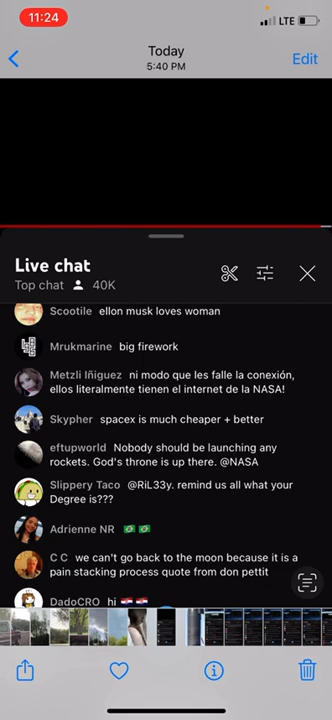 11:24
LTE
Today
5:40 PM
Edit
Live chat
Top chat 40K
Scootile ellon musk loves woman
Mrukmarine big firework
Metzli Iñiguez ni modo que les falle la conexión,
ellos literalmente tienen el internet de la NASA!
Skypher spacex is much cheaper + better
eftupworld Nobody should be launching any
rockets. God's throne is up there. @NASA
Slippery Taco @RiL33y. remind us all what your
Degree is???
Adrienne NR 🇧🇷🇧🇷
C C we can't go back to the moon because it is a
pain stacking process quote from don pettit
DadoCRO hi 🇭🇷🇭🇷